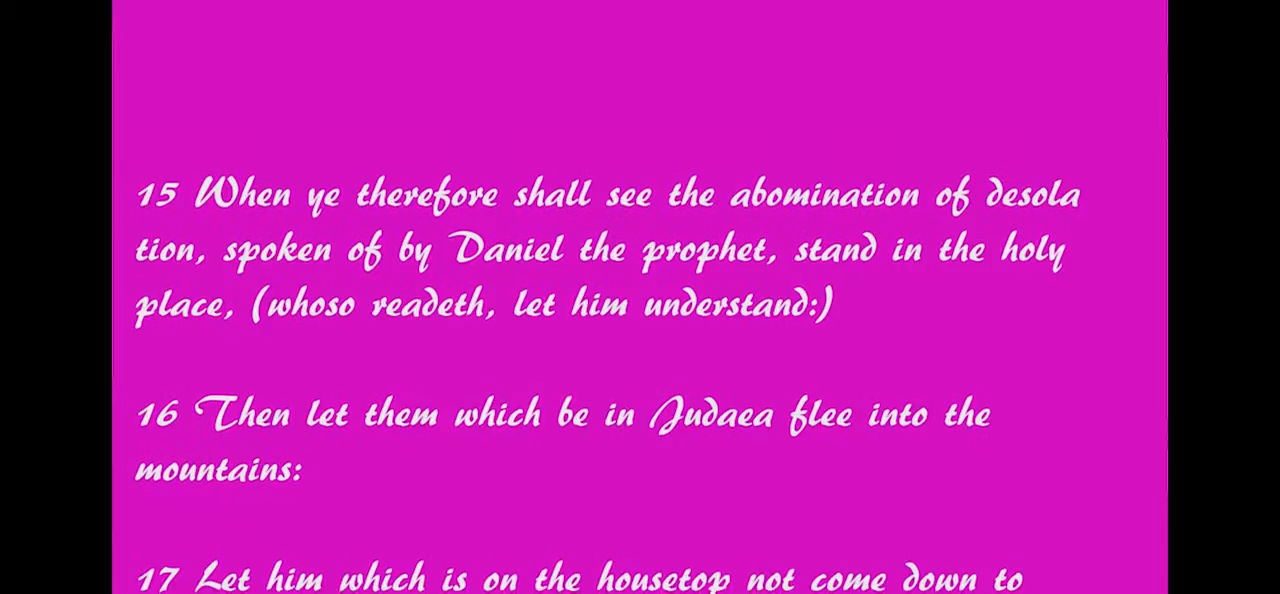 15 When ye therefore shall see the abomination of desola
tion, spoken of by Daniel the prophet, stand in the holy
place, (whoso readeth, let him understand:)
16 Then let them which be in Judaea flee into the
mountains:
17 Let him which is on the housetop not come down to